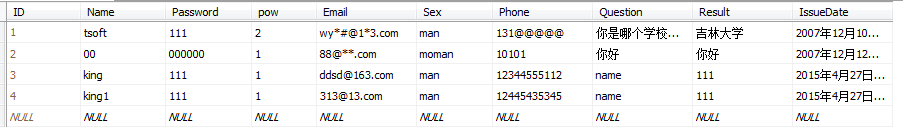 ID Name Password pow Email Sex Phone Question Result IssueDate
1 tsoft 111 2 wy*#@1*3.com man 131@@@@@ 你是哪个学校... 吉林大学 2007年12月10...
2 00 000000 1 88@**.com moman 10101 你好 你好 2007年12月12...
3 king 111 1 ddsd@163.com man 12344555112 name 111 2015年4月27日...
4 king1 111 1 313@13.com man 12445435345 name 111 2015年4月27日...
NULL NULL NULL NULL NULL NULL NULL NULL NULL NULL